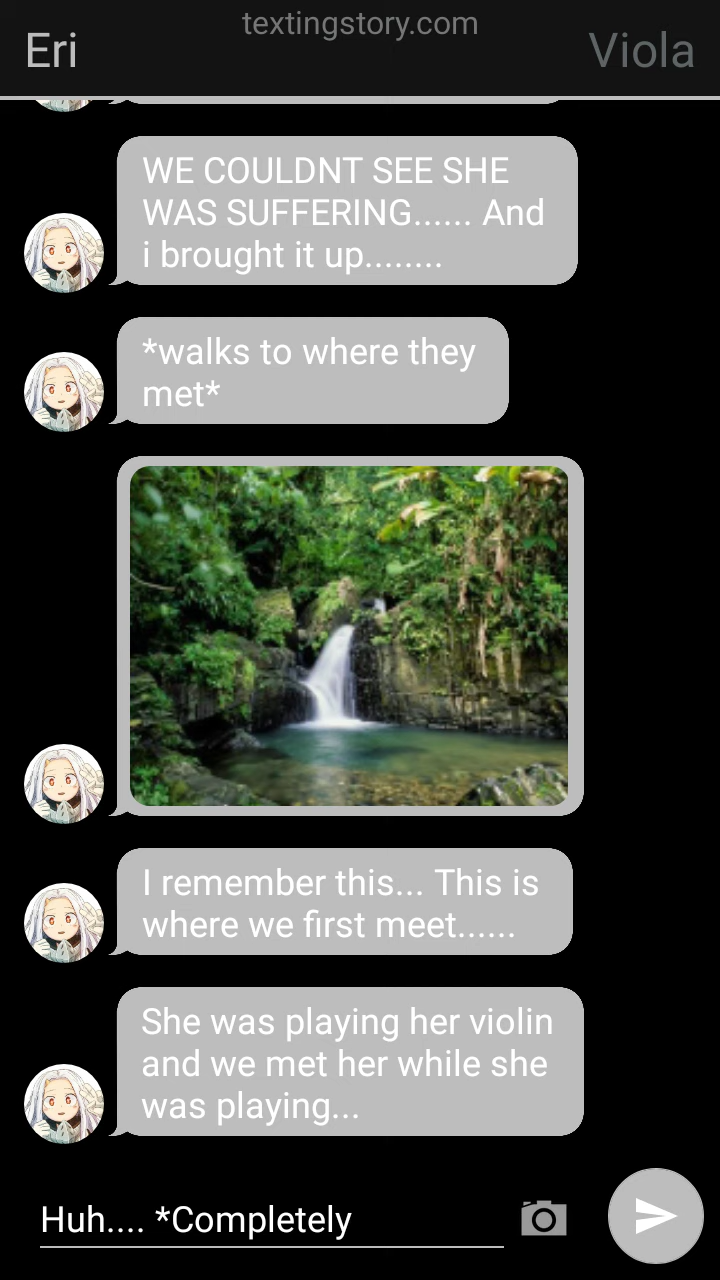 textingstory.com
Eri
Viola
WE COULDNT SEE SHE
WAS SUFFERING...... And
i brought it up........
*walks to where they
met*
I remember this... This is
where we first meet......
She was playing her violin
and we met her while she
was playing...
Huh.... *Completely